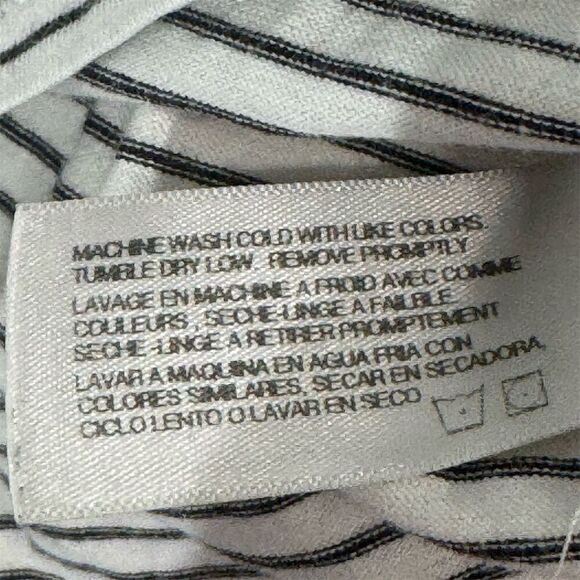 MACHINE WASH COLD WITH LIKE COLORS.
TUMBLE DRY LOW REMOVE PROMPTLY
LAVAGE EN MACHINE A FROID AVEC COMME
COULEURS, SECHE-LINGE A FAILBLE.
SECHE-LINGE A RETIRER PROMPTEMENT
LAVAR A MAQUINA EN AGUA FRIA CON
COLORES SIMILARES, SECAR EN SECADORA,
CICLO LENTO O LAVAR EN SECO